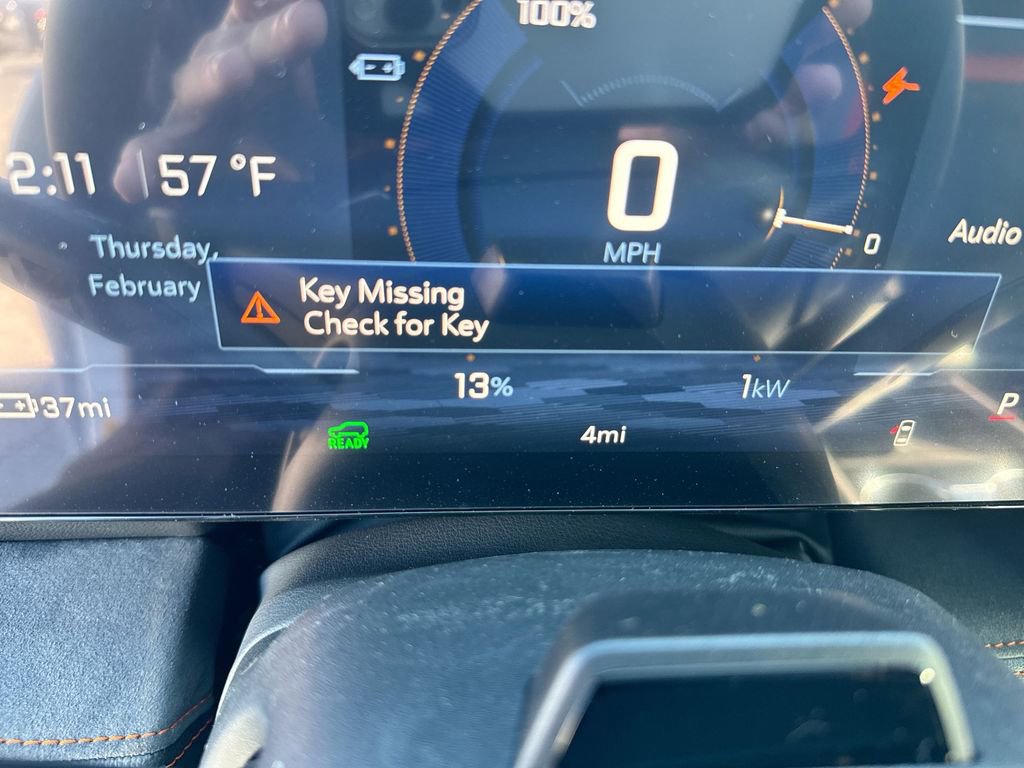 100%
2:11 57 °F
0
MPH
0
Audio
Thursday,
February
Key Missing
Check for Key
37mi
13%
1kW
P
READY
4mi